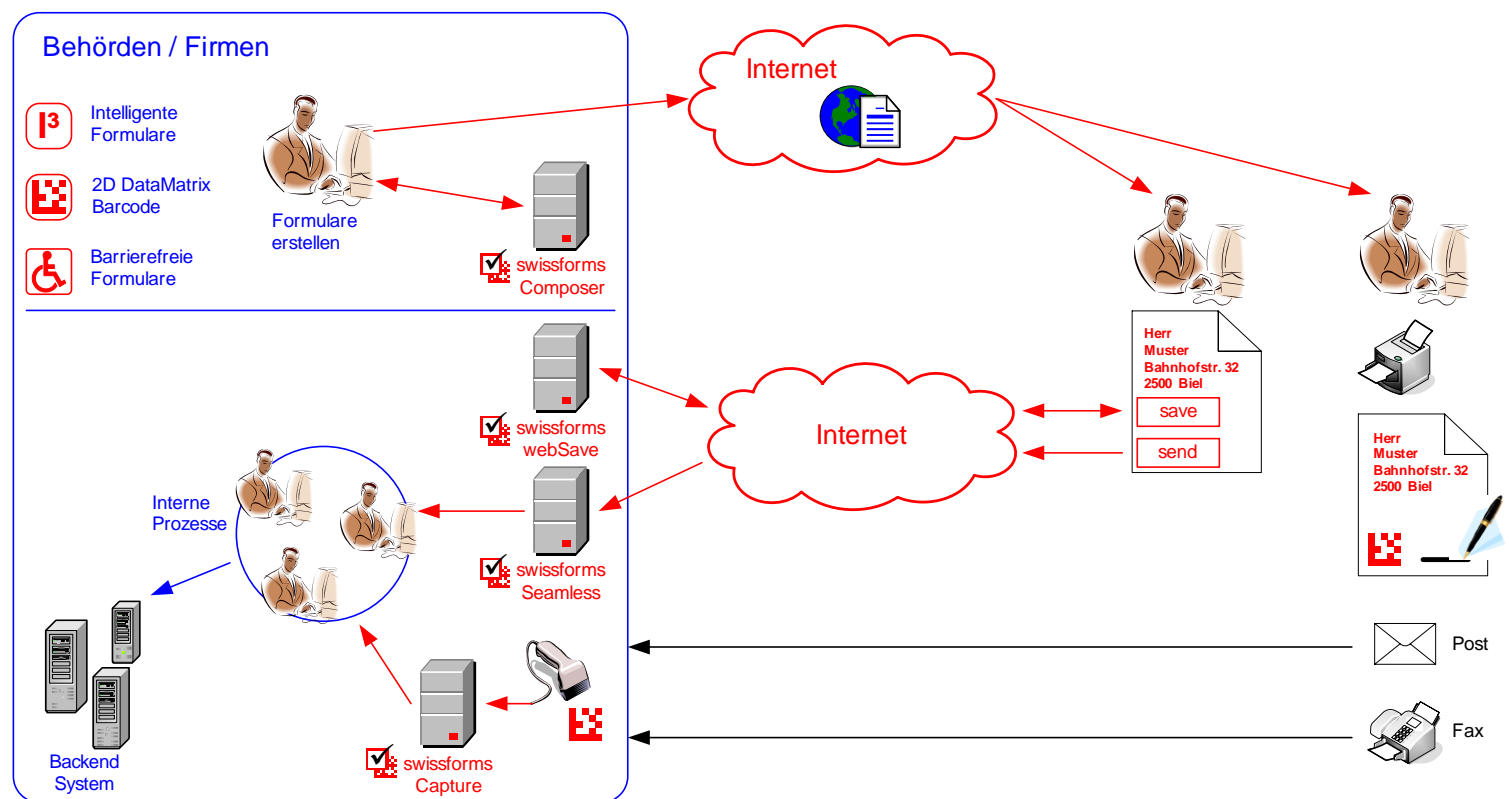 Behörden / Firmen
I³
Intelligente
Formulare
2D DataMatrix
Barcode
Barrierefreie
Formulare
Formulare
erstellen
swissforms
Composer
Internet
swissforms
webSave
Internet
Herr
Muster
Bahnhofstr. 32
2500 Biel
save
send
Herr
Muster
Bahnhofstr. 32
2500 Biel
Interne
Prozesse
swissforms
Seamless
Backend
System
swissforms
Capture
Post
Fax